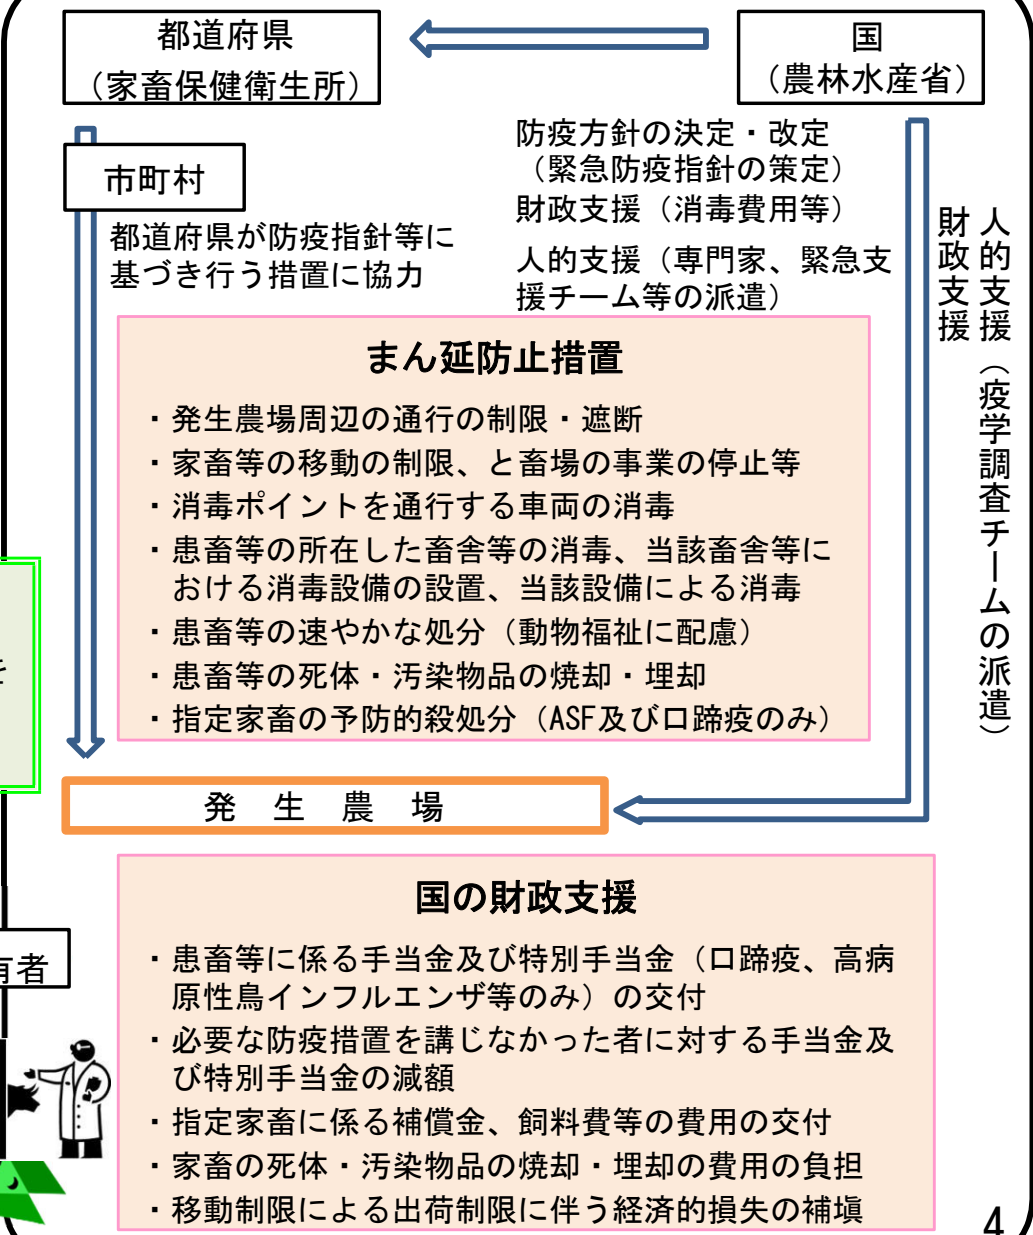 都道府県
（家畜保健衛生所）
国
（農林水産省）
市町村
都道府県が防疫指針等に
基づき行う措置に協力
防疫方針の決定・改定
（緊急防疫指針の策定）
財政支援（消毒費用等）
人的支援（専門家、緊急支
援チーム等の派遣）
人的支援（疫学調査チームの派遣）
財政支援
まん延防止措置
・発生農場周辺の通行の制限・遮断
・家畜等の移動の制限、と畜場の事業の停止等
・消毒ポイントを通行する車両の消毒
・患畜等の所在した畜舎等の消毒、当該畜舎等に
おける消毒設備の設置、当該設備による消毒
・患畜等の速やかな処分（動物福祉に配慮）
・患畜等の死体・汚染物品の焼却・埋却
・指定家畜の予防的殺処分（ASF及び口蹄疫のみ）
発生農場
有者
国の財政支援
・患畜等に係る手当金及び特別手当金（口蹄疫、高病
原性鳥インフルエンザ等のみ）の交付
・必要な防疫措置を講じなかった者に対する手当金及
び特別手当金の減額
・指定家畜に係る補償金、飼料費等の費用の交付
・家畜の死体・汚染物品の焼却・埋却の費用の負担
・移動制限による出荷制限に伴う経済的損失の補塡
4